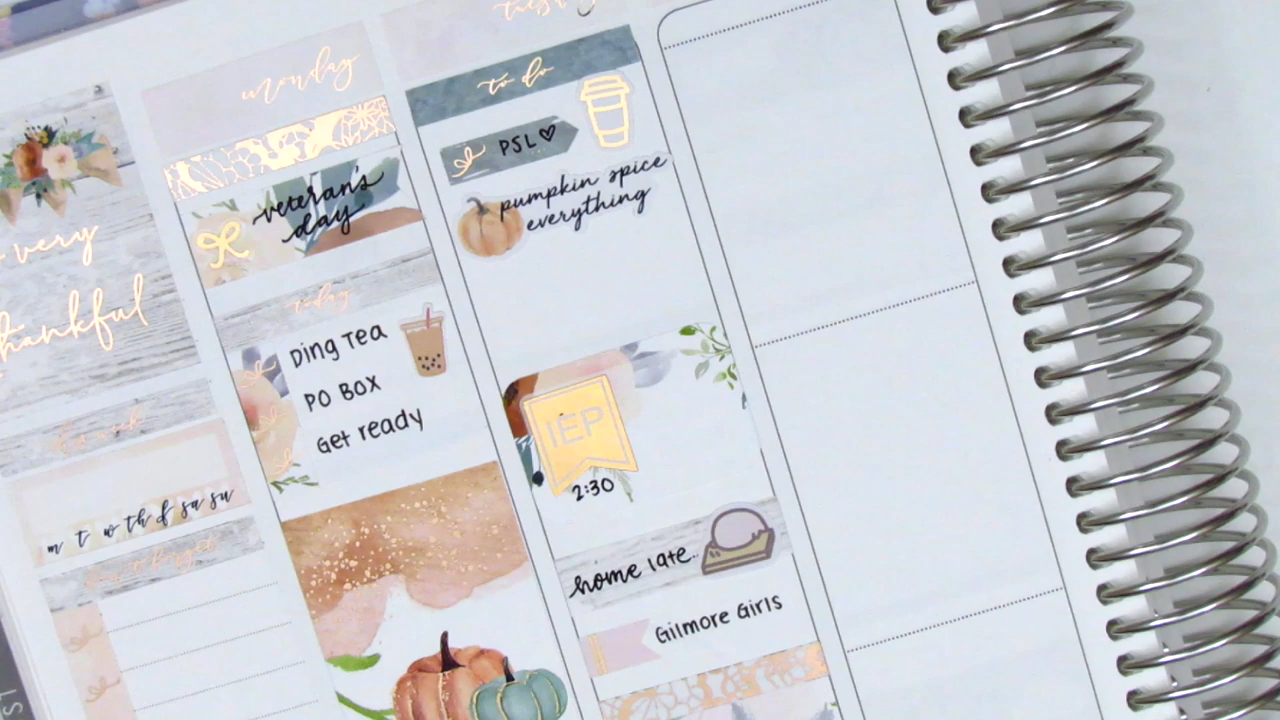 very
thankful
m t w th f sa su
monday
veteran's
day
today
Ding Tea
PO BOX
Get ready
to do
PSL
pumpkin spice
everything
IEP
2:30
home late
Gilmore Girls